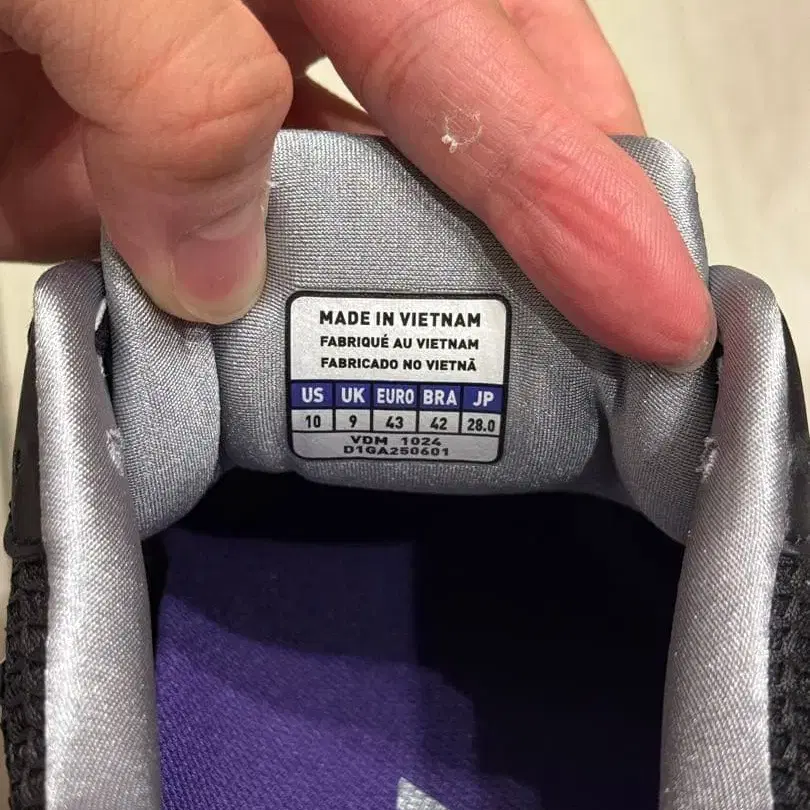 MADE IN VIETNAM
FABRIQUÉ AU VIETNAM
FABRICADO NO VIETNÃ
US UK EURO BRA JP
10 9 43 42 28.0
VDM 1024
D1GA250601